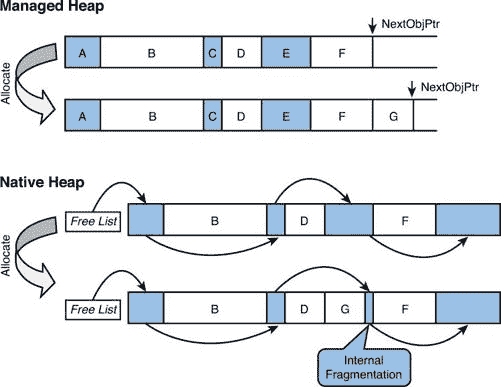 Managed Heap
NextObjPtr
A B C D E F
Allocate
NextObjPtr
A B C D E F G
Native Heap
Free List
B D F
Allocate
Free List
B D G F
Internal
Fragmentation